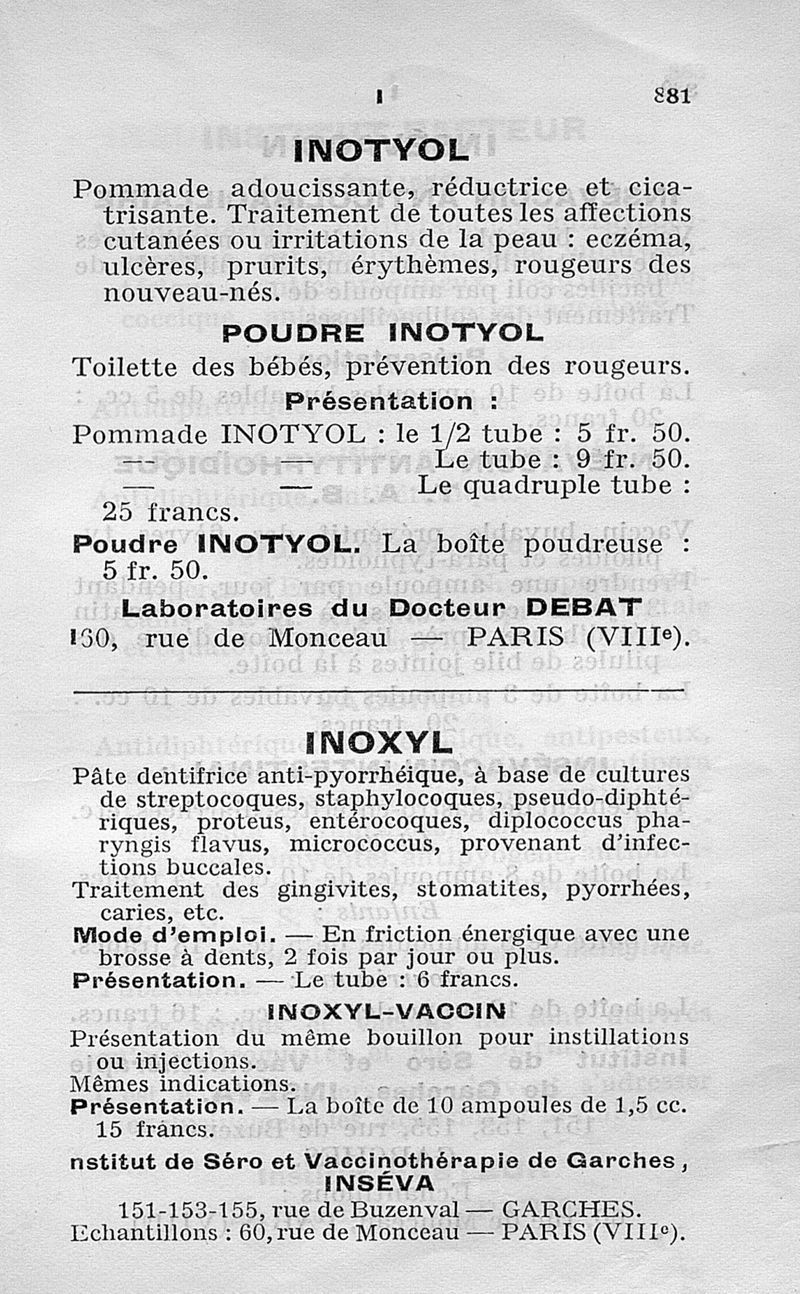 I 881
INOTYOL
Pommade adoucissante, réductrice et cica-
trisante. Traitement de toutes les affections
cutanées ou irritations de la peau : eczéma,
ulcères, prurits, érythèmes, rougeurs des
nouveau-nés.
POUDRE INOTYOL
Toilette des bébés, prévention des rougeurs.
Présentation :
Pommade INOTYOL : le 1/2 tube : 5 fr. 50.
— — Le tube : 9 fr. 50.
— — Le quadruple tube :
25 francs.
Poudre INOTYOL. La boîte poudreuse :
5 fr. 50.
Laboratoires du Docteur DEBAT
rue de Monceau — PARIS (VIIIe).
INOXYL
Pâte dentifrice anti-pyorrhéique, à base de cultures
de streptocoques, staphylocoques, pseudo-diphté-
riques, proteus, entérocoques, diplococcus pha-
ryngis flavus, micrococcus, provenant d'infec-
tions buccales.
Traitement des gingivites, stomatites, pyorrhées,
caries, etc.
Mode d'emploi. — En friction énergique avec une
brosse à dents, 2 fois par jour ou plus.
Présentation. — Le tube : 6 francs.
INOXYL-VACCIN
Présentation du même bouillon pour instillations
ou injections.
Mêmes indications.
Présentation. — La boîte de 10 ampoules de 1,5 cc.
15 francs.
nstitut de Séro et Vaccinothérapie de Garches,
INSÉVA
151-153-155, rue de Buzenval — GARCHES.
Echantillons : 60, rue de Monceau — PARIS (VIIIe).